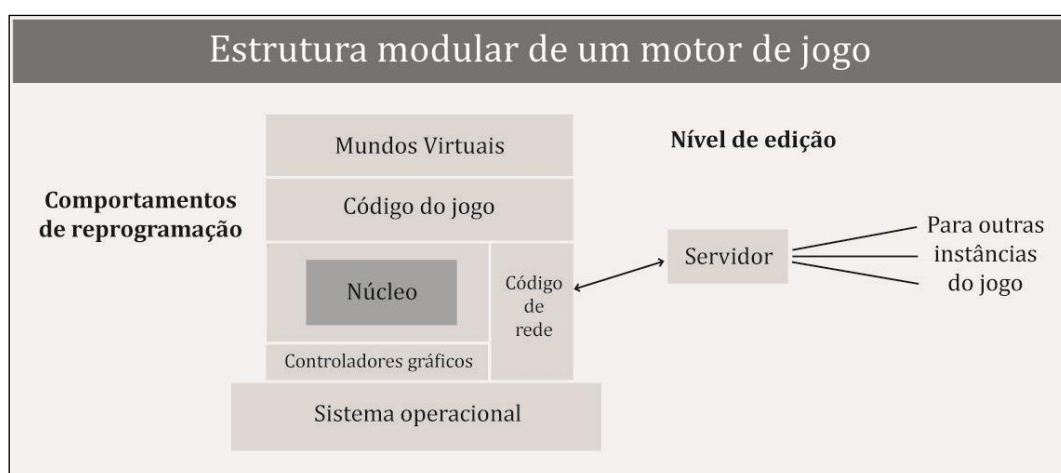 Estrutura modular de um motor de jogo
Mundos Virtuais
Nível de edição
Comportamentos
de reprogramação
Código do jogo
Núcleo
Código
de
rede
Servidor
Para outras
instâncias
do jogo
Controladores gráficos
Sistema operacional